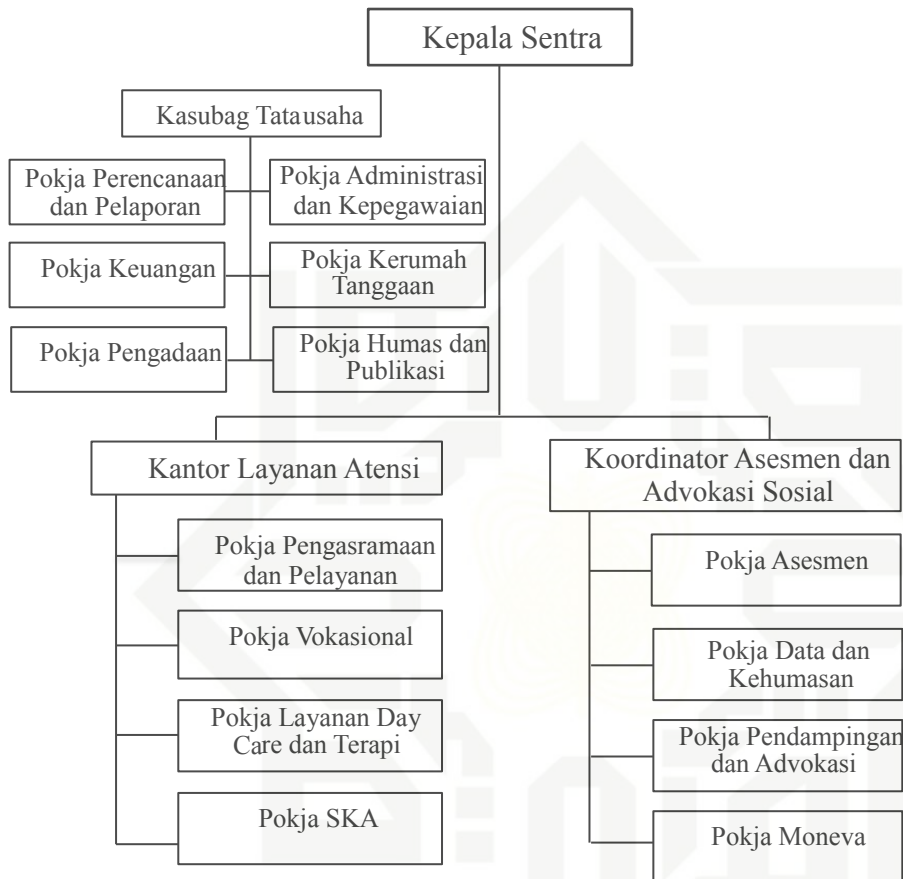 Kepala Sentra
Kasubag Tatausaha
Pokja Perencanaan
dan Pelaporan
Pokja Administrasi
dan Kepegawaian
Pokja Keuangan
Pokja Kerumah
Tanggaan
Pokja Pengadaan
Pokja Humas dan
Publikasi
Kantor Layanan Atensi
Koordinator Asesmen dan
Advokasi Sosial
Pokja Pengasramaan
dan Pelayanan
Pokja Vokasional
Pokja Layanan Day
Care dan Terapi
Pokja SKA
Pokja Asesmen
Pokja Data dan
Kehumasan
Pokja Pendampingan
dan Advokasi
Pokja Moneva